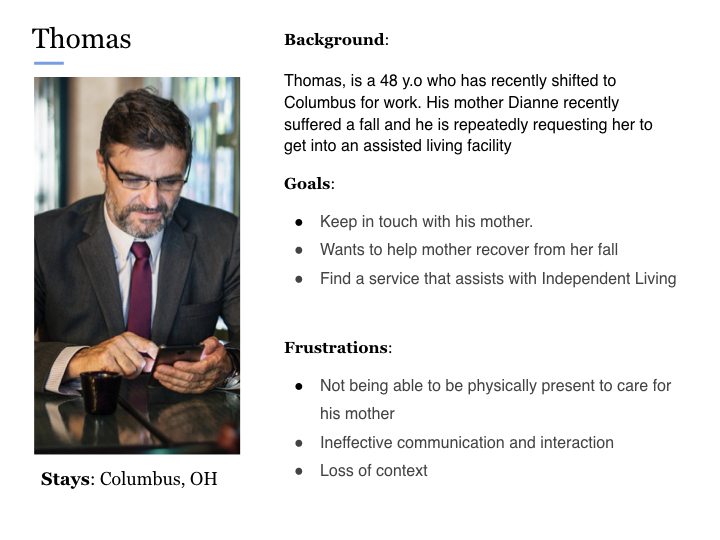 Thomas
Background:
Thomas, is a 48 y.o who has recently shifted to
Columbus for work. His mother Dianne recently
suffered a fall and he is repeatedly requesting her to
get into an assisted living facility
Goals:
● Keep in touch with his mother.
● Wants to help mother recover from her fall
● Find a service that assists with Independent Living
Frustrations:
● Not being able to be physically present to care for
his mother
● Ineffective communication and interaction
● Loss of context
Stays: Columbus, OH